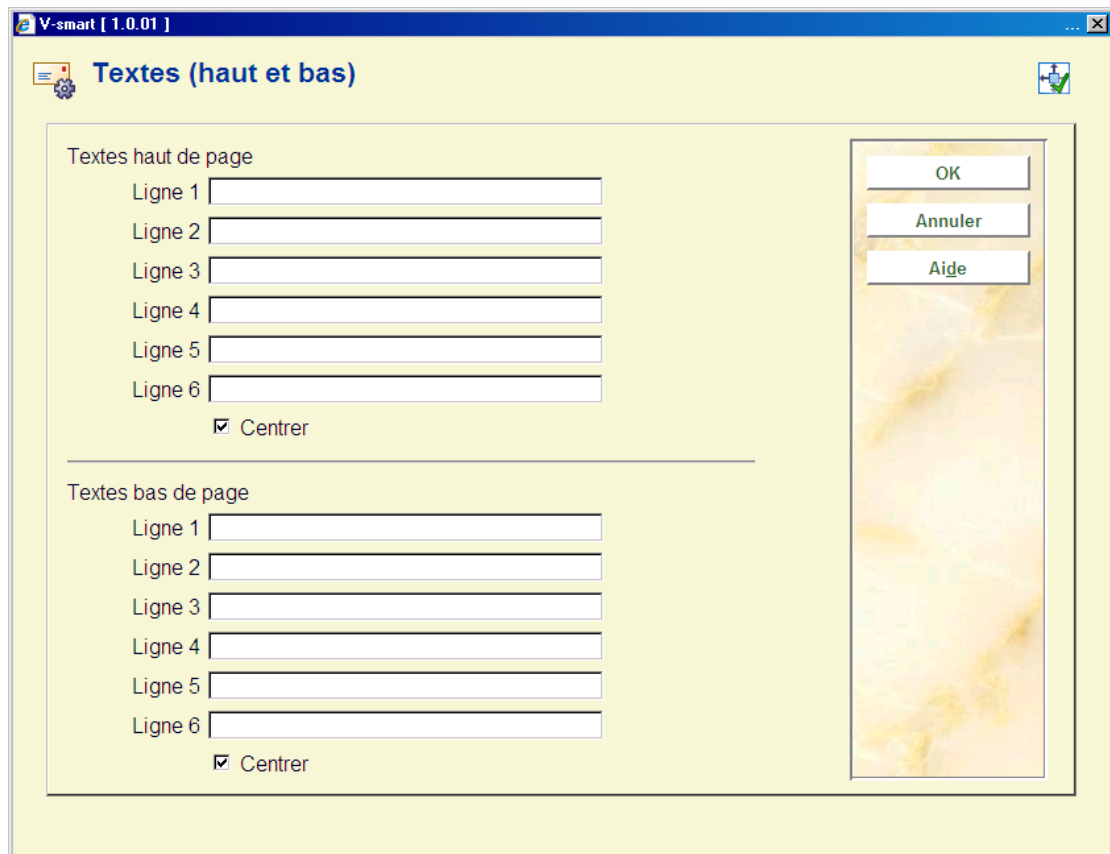 V-smart [ 1.0.01 ] ...
Textes (haut et bas)
Textes haut de page
Ligne 1
Ligne 2
Ligne 3
Ligne 4
Ligne 5
Ligne 6
Centrer
Textes bas de page
Ligne 1
Ligne 2
Ligne 3
Ligne 4
Ligne 5
Ligne 6
Centrer
OK
Annuler
Aide